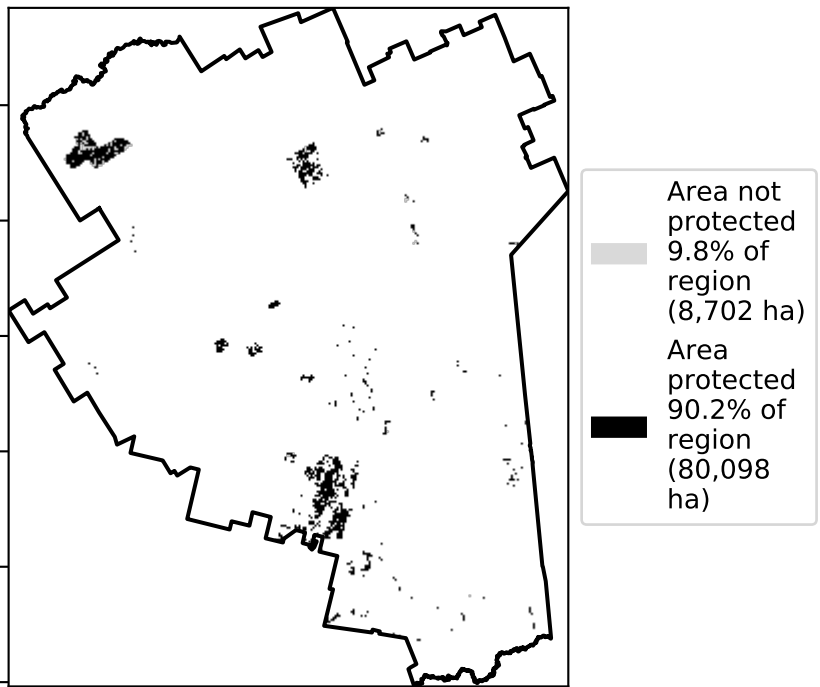 Area not
protected
9.8% of
region
(8,702 ha)
Area
protected
90.2% of
region
(80,098
ha)